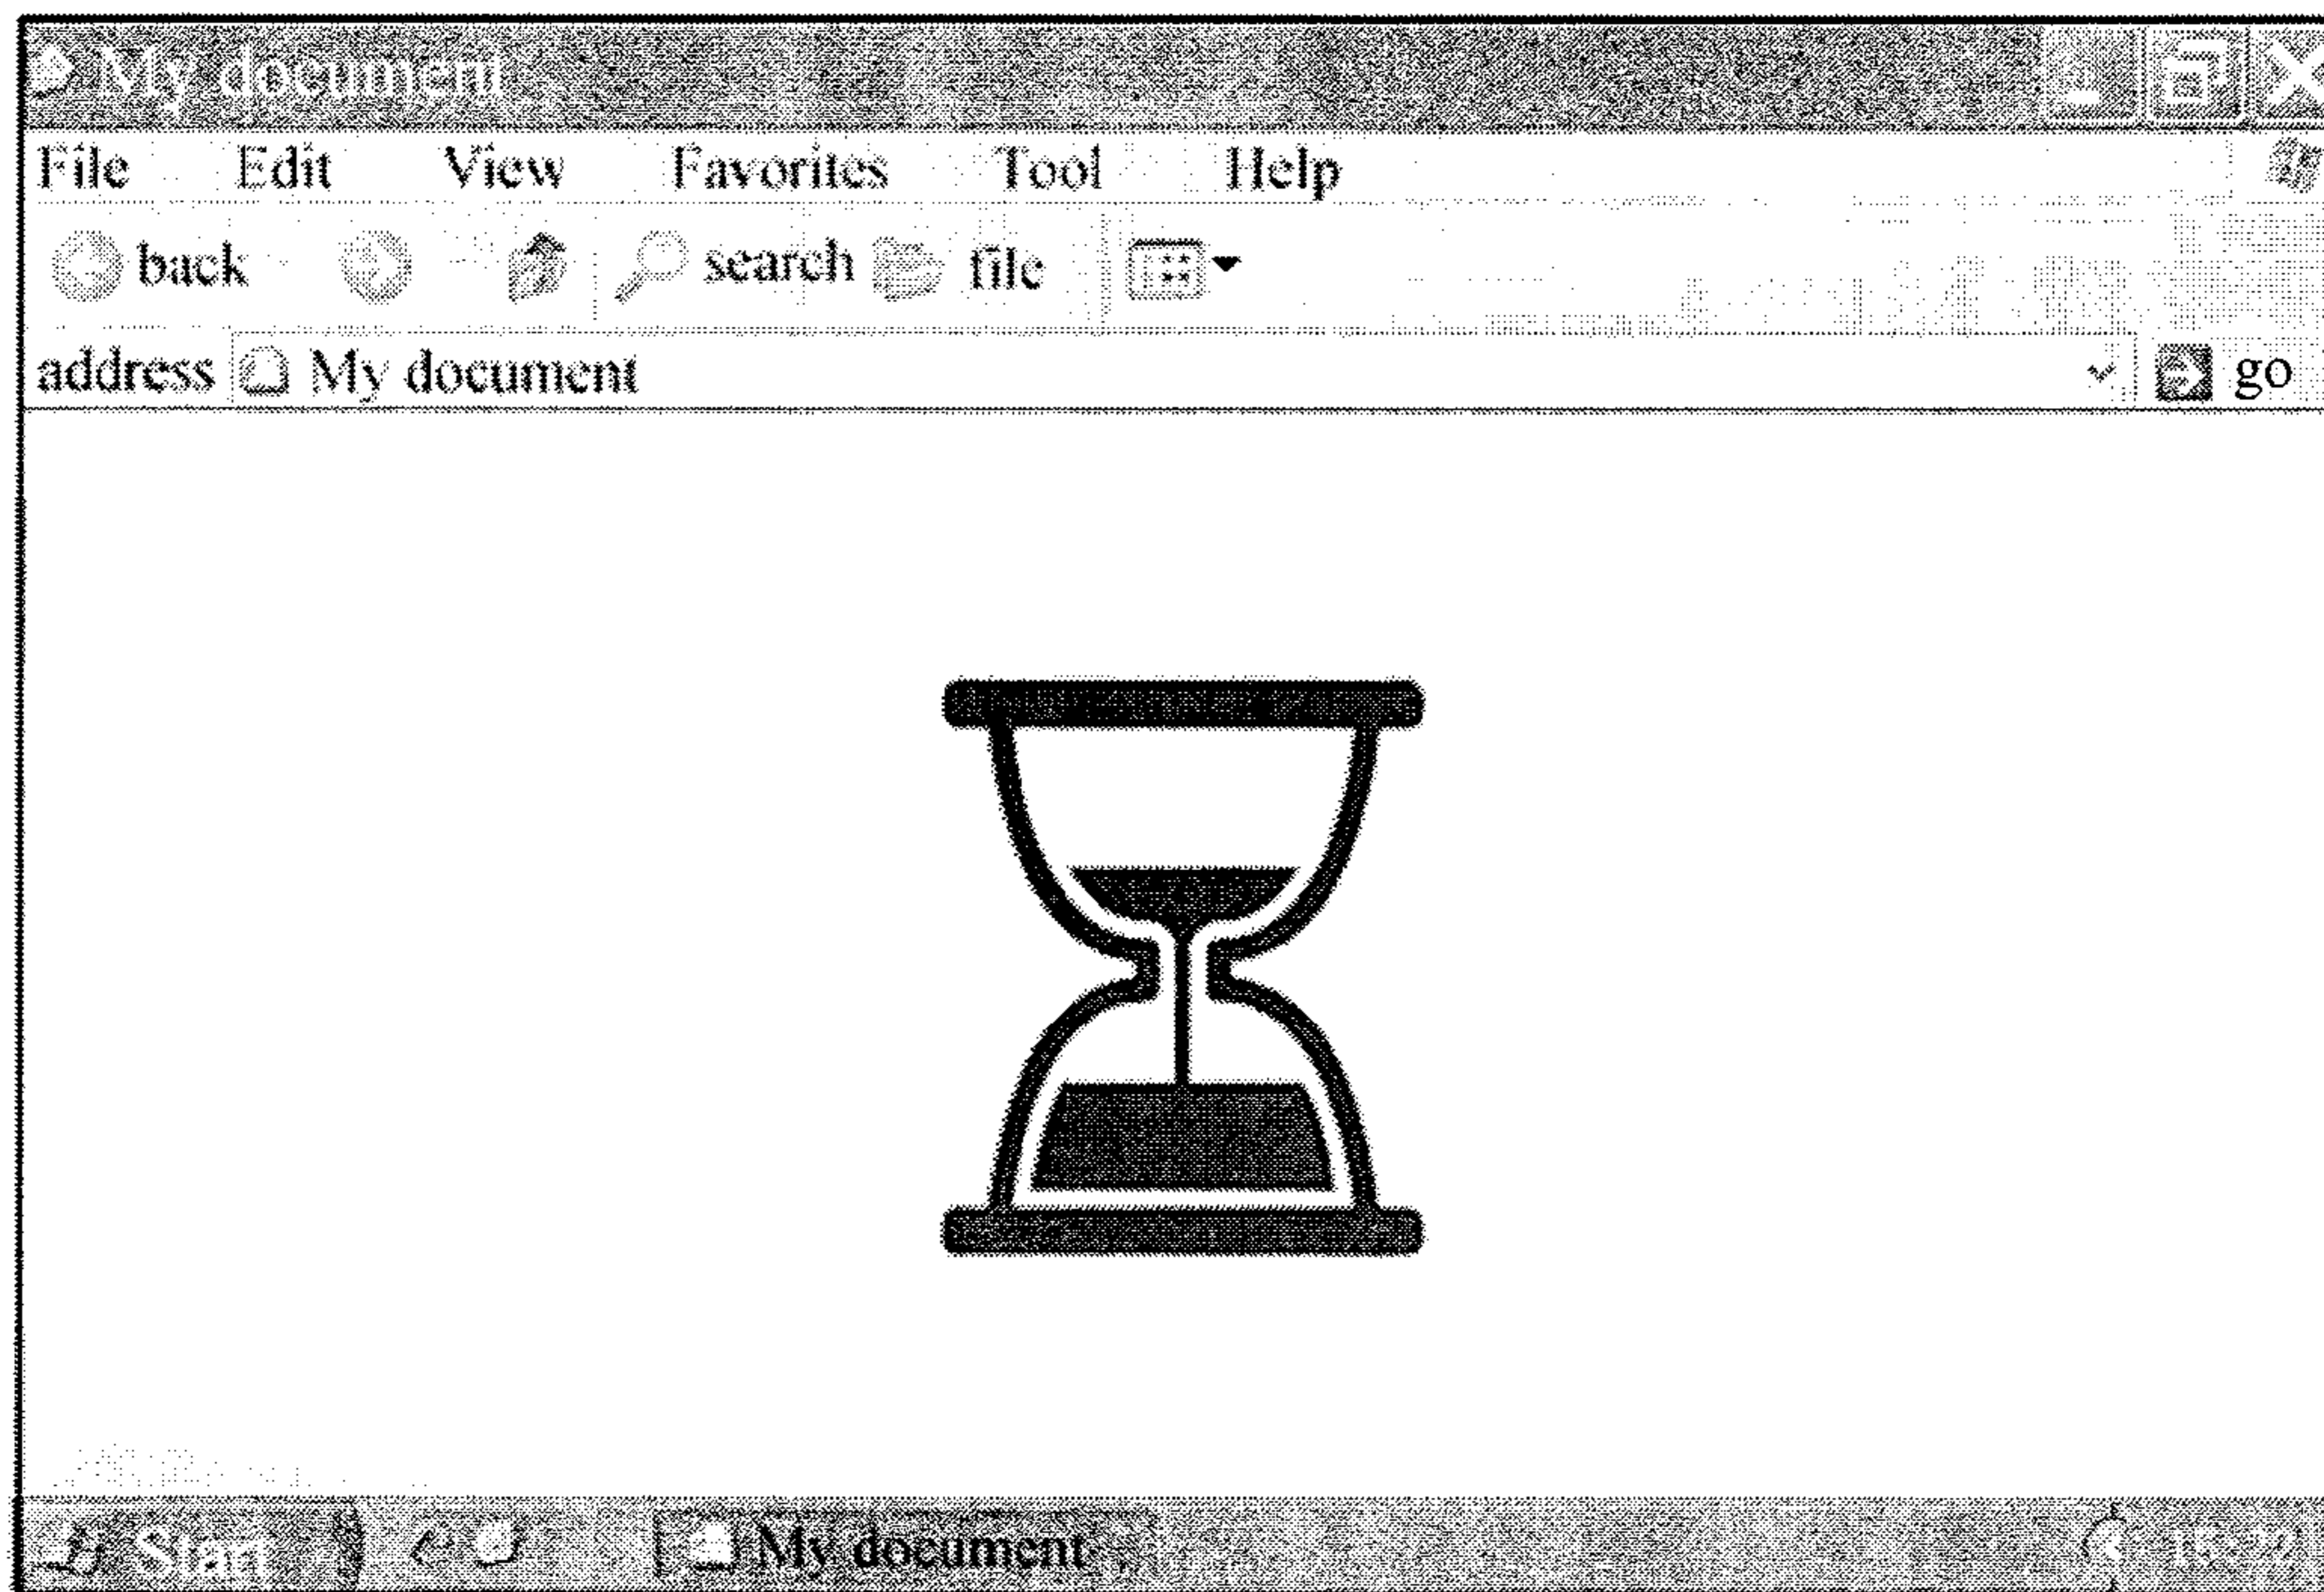 My document
File Edit View Favorites Tool Help
back search file
address My document go
Start My document